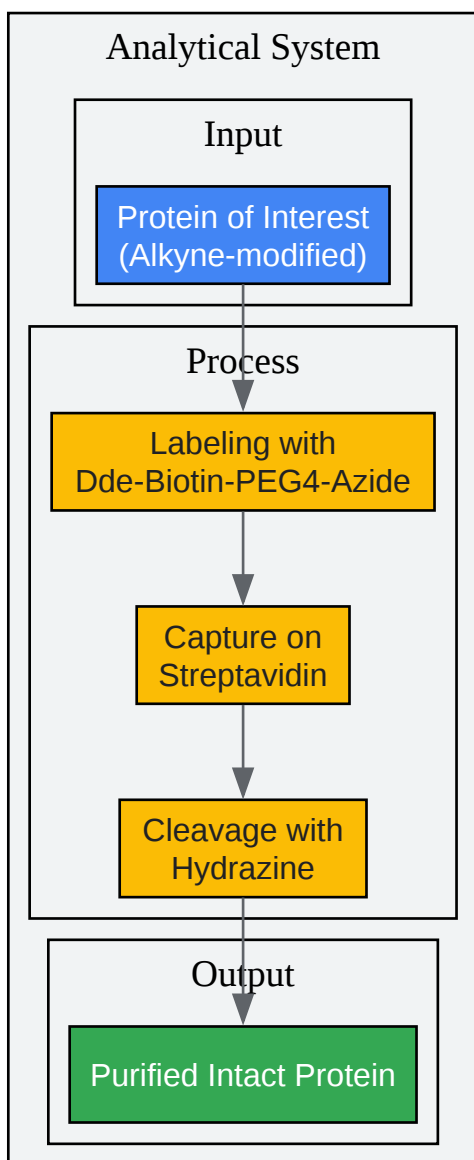 Analytical System
Input
Protein of Interest
(Alkyne-modified)
Process
Labeling with
Dde-Biotin-PEG4-Azide
Capture on
Streptavidin
Cleavage with
Hydrazine
Output
Purified Intact Protein